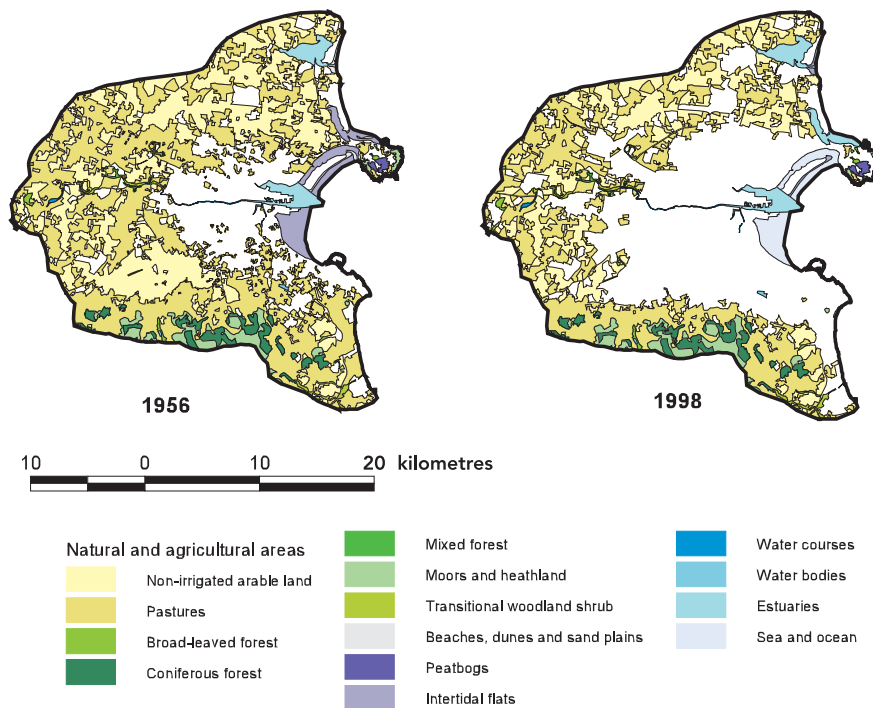 1956
1998
10 0 10 20 kilometres
Natural and agricultural areas
Non-irrigated arable land
Pastures
Broad-leaved forest
Coniferous forest
Mixed forest
Moors and heathland
Transitional woodland shrub
Beaches, dunes and sand plains
Peatbogs
Intertidal flats
Water courses
Water bodies
Estuaries
Sea and ocean